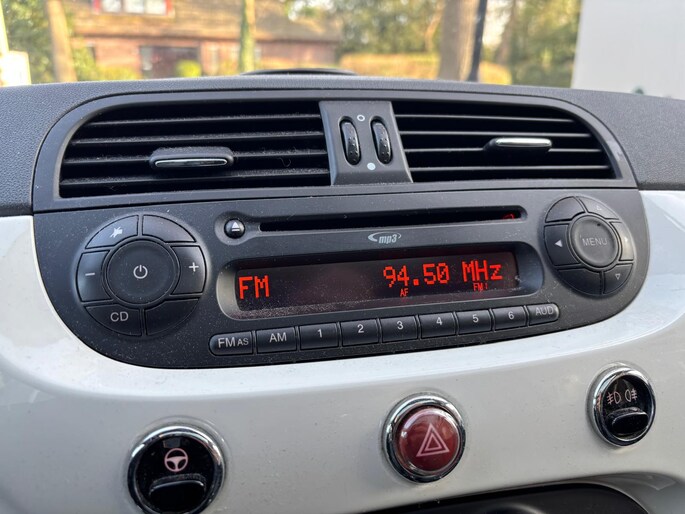 mp3
FM 94.50 MHz
AF FM1
MENU
CD
FM AS AM 1 2 3 4 5 6 AUD